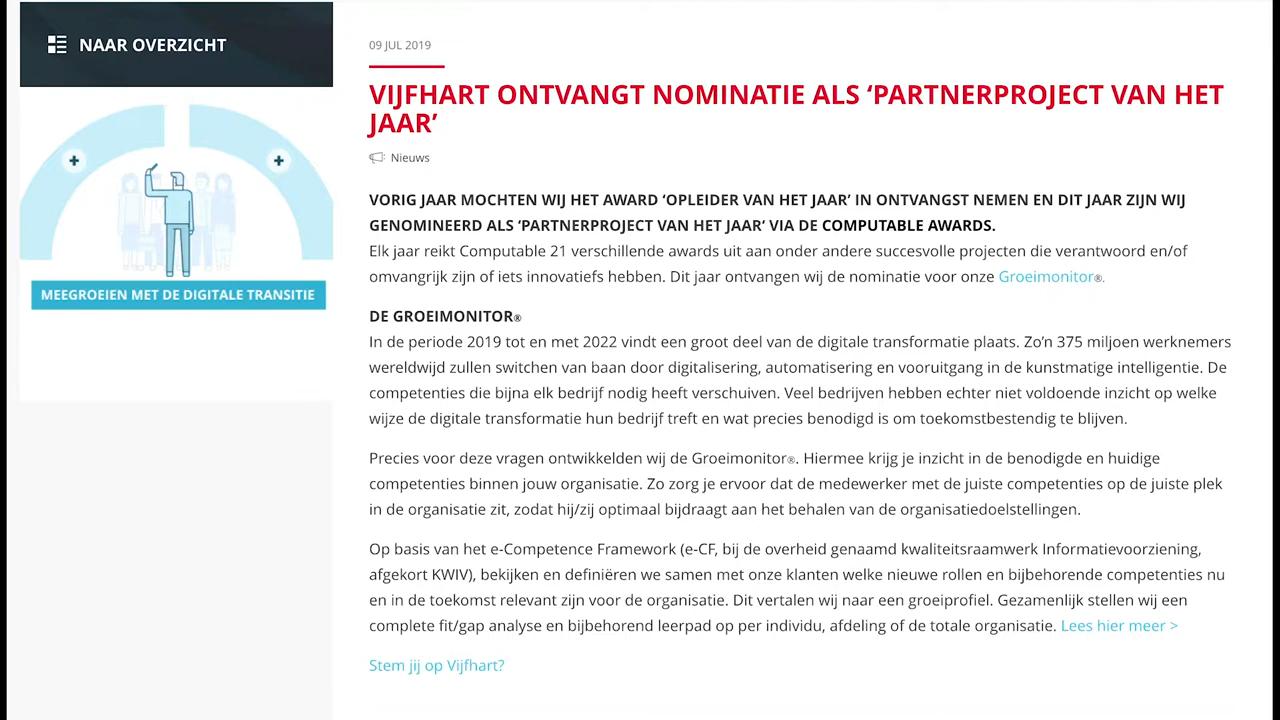 NAAR OVERZICHT
MEEGROEIEN MET DE DIGITALE TRANSITIE
09 JUL 2019
VIJFHART ONTVANGT NOMINATIE ALS ‘PARTNERPROJECT VAN HET
JAAR’
Nieuws
VORIG JAAR MOCHTEN WIJ HET AWARD ‘OPLEIDER VAN HET JAAR’ IN ONTVANGST NEMEN EN DIT JAAR ZIJN WIJ
GENOMINEERD ALS ‘PARTNERPROJECT VAN HET JAAR’ VIA DE COMPUTABLE AWARDS.
Elk jaar reikt Computable 21 verschillende awards uit aan onder andere succesvolle projecten die verantwoord en/of
omvangrijk zijn of iets innovatiefs hebben. Dit jaar ontvangen wij de nominatie voor onze Groeimonitor®.
DE GROEIMONITOR®
In de periode 2019 tot en met 2022 vindt een groot deel van de digitale transformatie plaats. Zo’n 375 miljoen werknemers
wereldwijd zullen switchen van baan door digitalisering, automatisering en vooruitgang in de kunstmatige intelligentie. De
competenties die bijna elk bedrijf nodig heeft verschuiven. Veel bedrijven hebben echter niet voldoende inzicht op welke
wijze de digitale transformatie hun bedrijf treft en wat precies benodigd is om toekomstbestendig te blijven.
Precies voor deze vragen ontwikkelden wij de Groeimonitor®. Hiermee krijg je inzicht in de benodigde en huidige
competenties binnen jouw organisatie. Zo zorg je ervoor dat de medewerker met de juiste competenties op de juiste plek
in de organisatie zit, zodat hij/zij optimaal bijdraagt aan het behalen van de organisatiedoelstellingen.
Op basis van het e-Competence Framework (e-CF, bij de overheid genaamd kwaliteitsraamwerk Informatievoorziening,
afgekort KWIV), bekijken en definiëren we samen met onze klanten welke nieuwe rollen en bijbehorende competenties nu
en in de toekomst relevant zijn voor de organisatie. Dit vertalen wij naar een groeiprofiel. Gezamenlijk stellen wij een
complete fit/gap analyse en bijbehorend leerpad op per individu, afdeling of de totale organisatie. Lees hier meer >
Stem jij op Vijfhart?